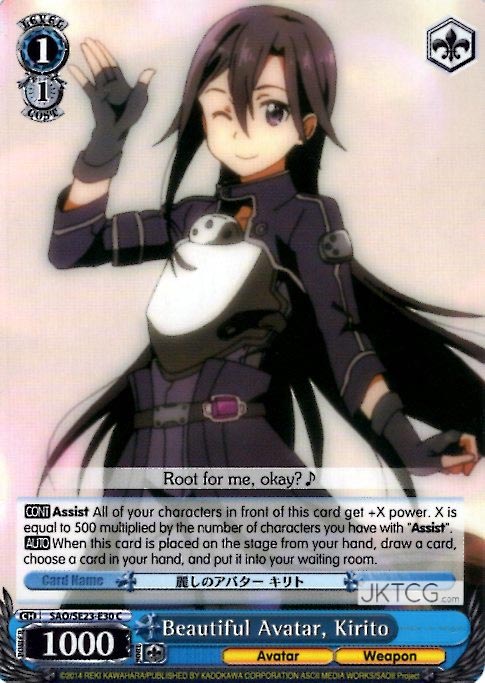 LEVEL
1
1
COST
Root for me, okay?♪
CONT Assist All of your characters in front of this card get +X power. X is
equal to 500 multiplied by the number of characters you have with "Assist".
AUTO When this card is placed on the stage from your hand, draw a card,
choose a card in your hand, and put it into your waiting room.
Card Name 麗しのアバター キリト
JKTCG.com
CH SAO/SE23-E30 C
POWER 1000 SOUL Beautiful Avatar, Kirito
Avatar Weapon
©2014 REKI KAWAHARA/PUBLISHED BY KADOKAWA CORPORATION ASCII MEDIA WORKS/SAOII Project